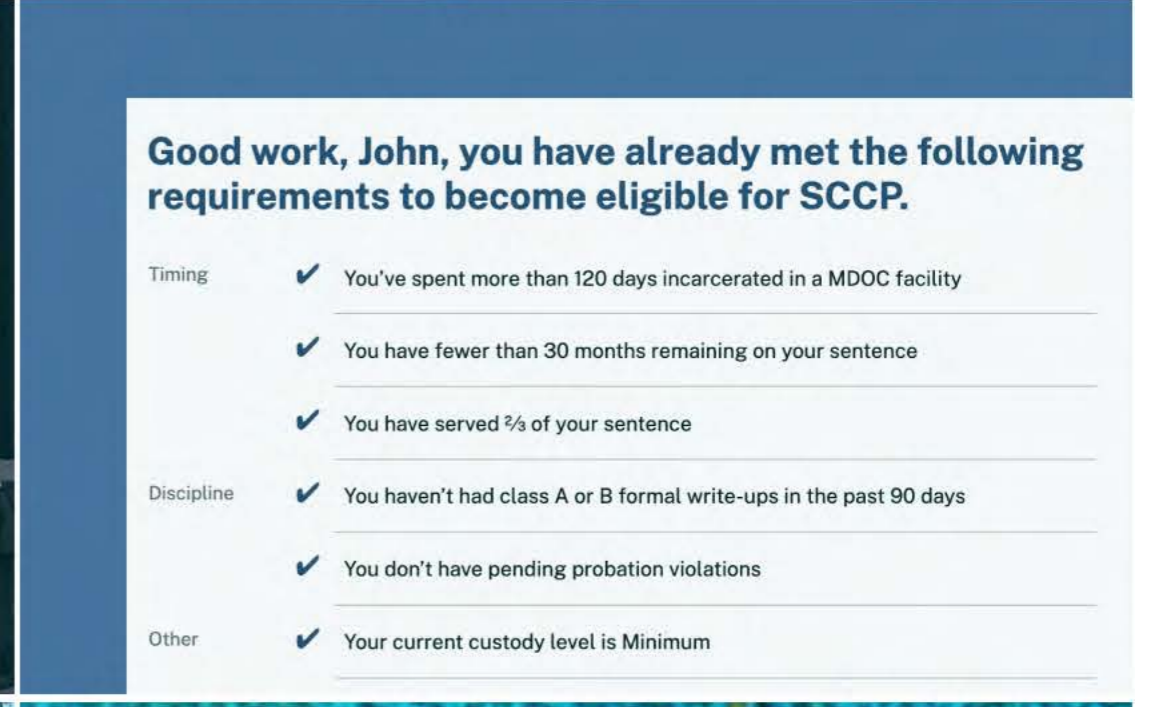 Good work, John, you have already met the following
requirements to become eligible for SCCP.
Timing ✔ You've spent more than 120 days incarcerated in a MDOC facility
✔ You have fewer than 30 months remaining on your sentence
✔ You have served ⅔ of your sentence
Discipline ✔ You haven't had class A or B formal write-ups in the past 90 days
✔ You don't have pending probation violations
Other ✔ Your current custody level is Minimum